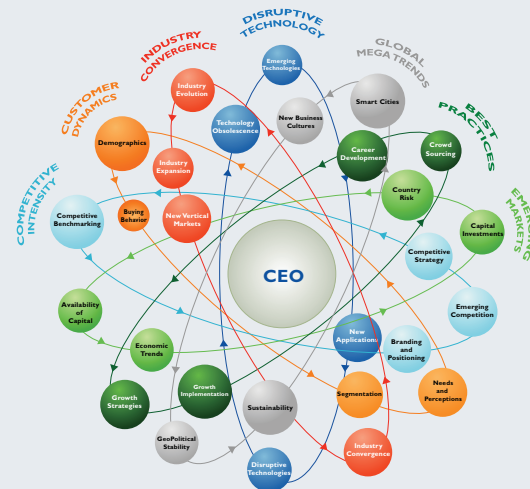 DISRUPTIVE
TECHNOLOGY
INDUSTRY
CONVERGENCE
GLOBAL
MEGA TRENDS
CUSTOMER
DYNAMICS
BEST
PRACTICES
COMPETITIVE
INTENSITY
MARKETS
Emerging
Technologies
Industry
Evolution
Smart Cities
Technology
Obsolescence
New Business
Cultures
Demographics
Career
Development
Crowd
Sourcing
Industry
Expansion
Country
Risk
Competitive
Benchmarking
Buying
Behavior
New Vertical
Markets
Capital
Investments
Competitive
Strategy
CEO
Availability
of
Capital
Emerging
Competition
Economic
Trends
New
Applications
Branding
and
Positioning
Growth
Strategies
Growth
Implementation
Sustainability
Segmentation
Needs
and
Perceptions
GeoPolitical
Stability
Industry
Convergence
Disruptive
Technologies